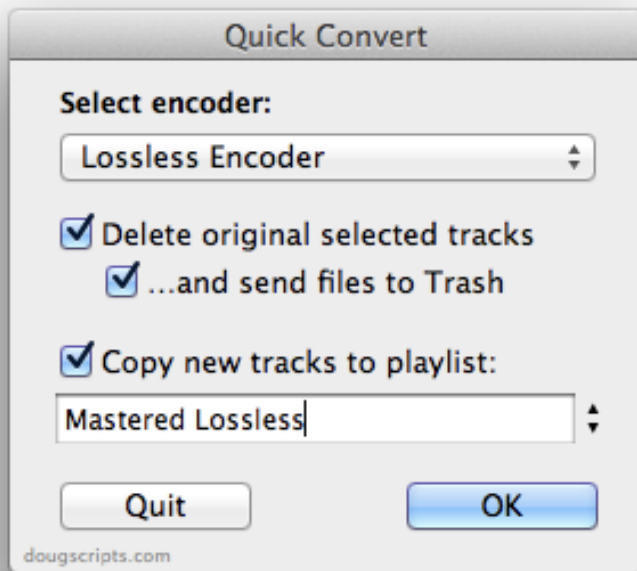 Quick Convert
Select encoder:
Lossless Encoder
Delete original selected tracks
...and send files to Trash
Copy new tracks to playlist:
Mastered Lossless
Quit
OK
dougscripts.com